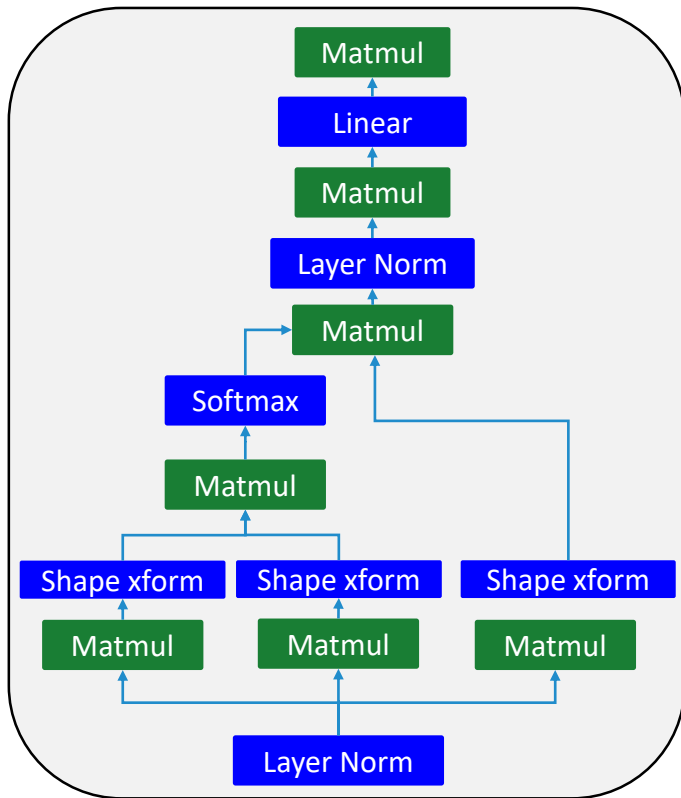 Matmul
Linear
Matmul
Layer Norm
Matmul
Softmax
Matmul
Shape xform
Shape xform
Shape xform
Matmul
Matmul
Matmul
Layer Norm